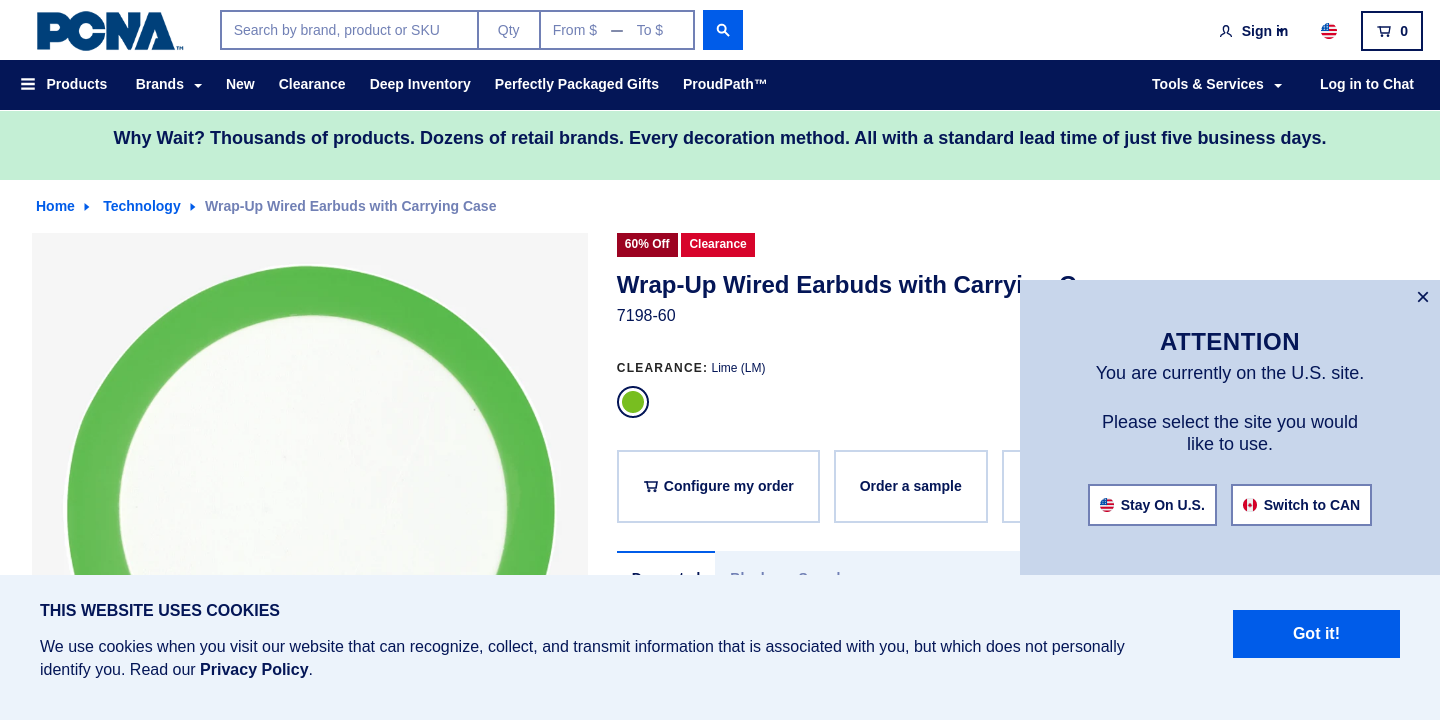 PCNA™
Search by brand, product or SKU
Qty
From $ — To $
Sign in
0
Products
Brands
New
Clearance
Deep Inventory
Perfectly Packaged Gifts
ProudPath™
Tools & Services
Log in to Chat
Why Wait? Thousands of products. Dozens of retail brands. Every decoration method. All with a standard lead time of just five business days.
Home
Technology
Wrap-Up Wired Earbuds with Carrying Case
60% Off
Clearance
Wrap-Up Wired Earbuds with Carrying C
7198-60
CLEARANCE: Lime (LM)
Configure my order
Order a sample
×
ATTENTION
You are currently on the U.S. site.
Please select the site you would
like to use.
Stay On U.S.
Switch to CAN
THIS WEBSITE USES COOKIES
We use cookies when you visit our website that can recognize, collect, and transmit information that is associated with you, but which does not personally
identify you. Read our Privacy Policy.
Got it!